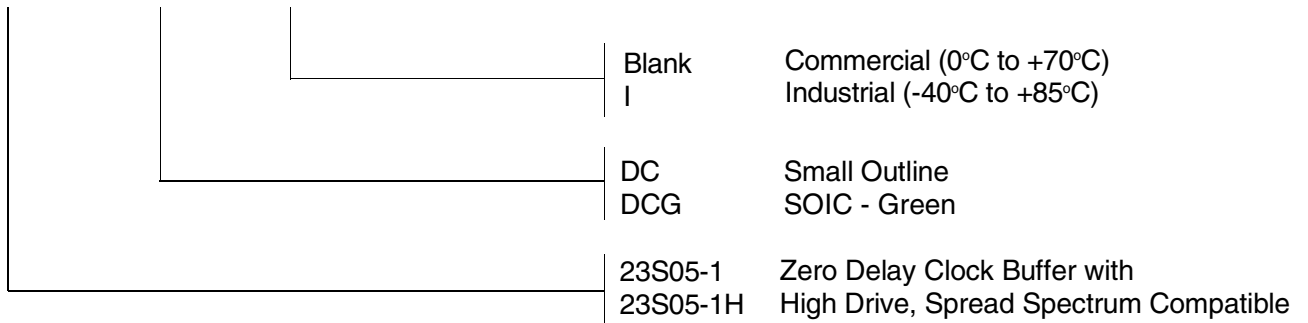 Blank Commercial (0°C to +70°C)
I Industrial (-40°C to +85°C)
DC Small Outline
DCG SOIC - Green
23S05-1 Zero Delay Clock Buffer with
23S05-1H High Drive, Spread Spectrum Compatible